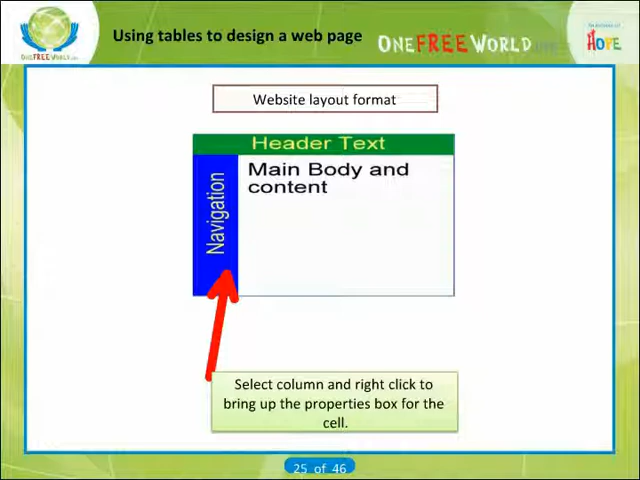 Using tables to design a web page
ONEFREEWORLD
HOPE
ONEFREEWORLD
Website layout format
Header Text
Main Body and
content
Navigation
Select column and right click to
bring up the properties box for the
cell.
25 of 46